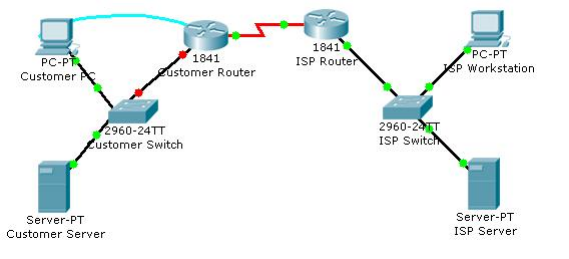 PC-PT
Customer PC
1841
Customer Router
1841
ISP Router
PC-PT
ISP Workstation
2960-24TT
Customer Switch
2960-24TT
ISP Switch
Server-PT
Customer Server
Server-PT
ISP Server